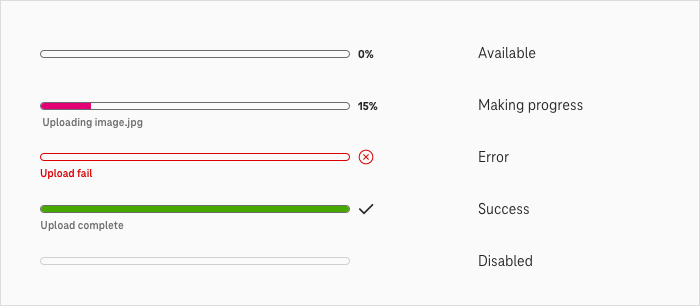 0% Available
15% Making progress
Uploading image.jpg
Error
Upload fail
Success
Upload complete
Disabled